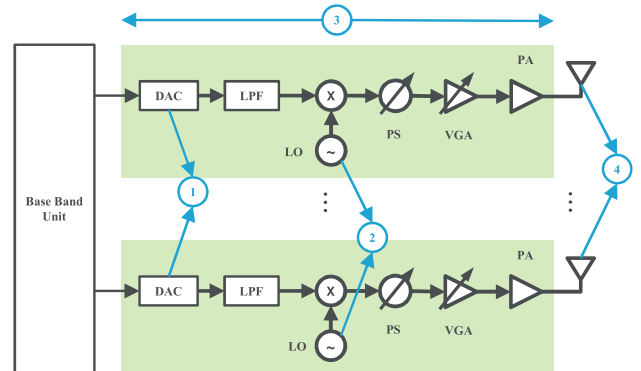 3
PA
DAC
LPF
X
~
LO
PS
VGA
1
4
Base Band
Unit
2
PA
DAC
LPF
X
~
LO
PS
VGA